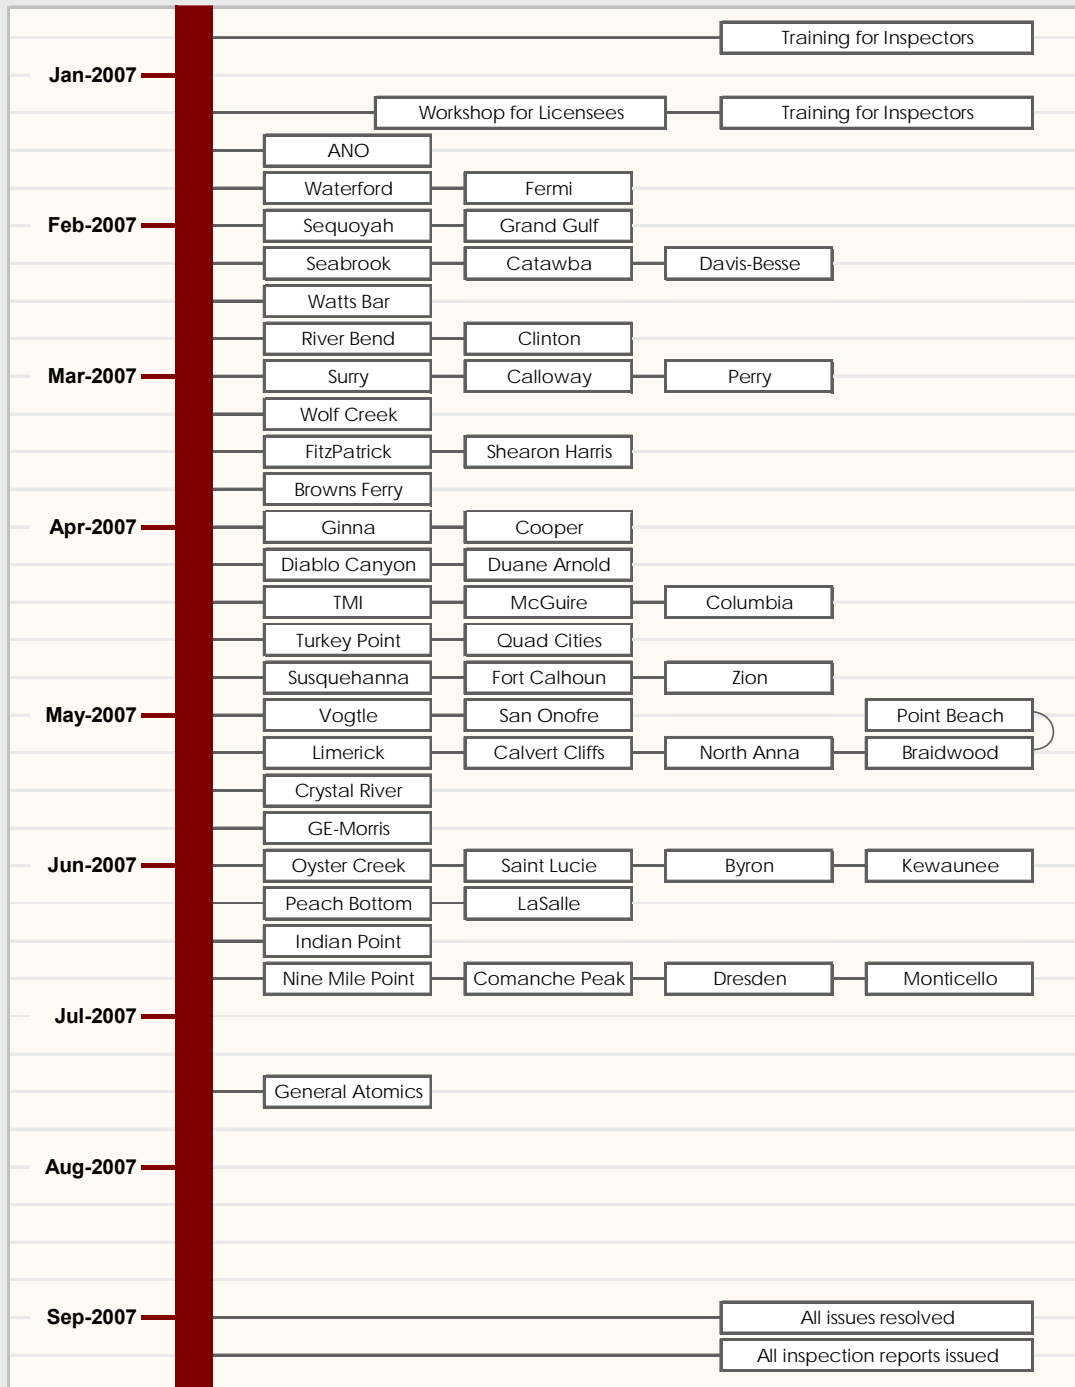 Training for Inspectors
Jan-2007
Workshop for Licensees Training for Inspectors
ANO
Waterford Fermi
Feb-2007 Sequoyah Grand Gulf
Seabrook Catawba Davis-Besse
Watts Bar
River Bend Clinton
Mar-2007 Surry Calloway Perry
Wolf Creek
FitzPatrick Shearon Harris
Browns Ferry
Apr-2007 Ginna Cooper
Diablo Canyon Duane Arnold
TMI McGuire Columbia
Turkey Point Quad Cities
Susquehanna Fort Calhoun Zion
May-2007 Vogtle San Onofre Point Beach
Limerick Calvert Cliffs North Anna Braidwood
Crystal River
GE-Morris
Jun-2007 Oyster Creek Saint Lucie Byron Kewaunee
Peach Bottom LaSalle
Indian Point
Nine Mile Point Comanche Peak Dresden Monticello
Jul-2007
General Atomics
Aug-2007
Sep-2007 All issues resolved
All inspection reports issued